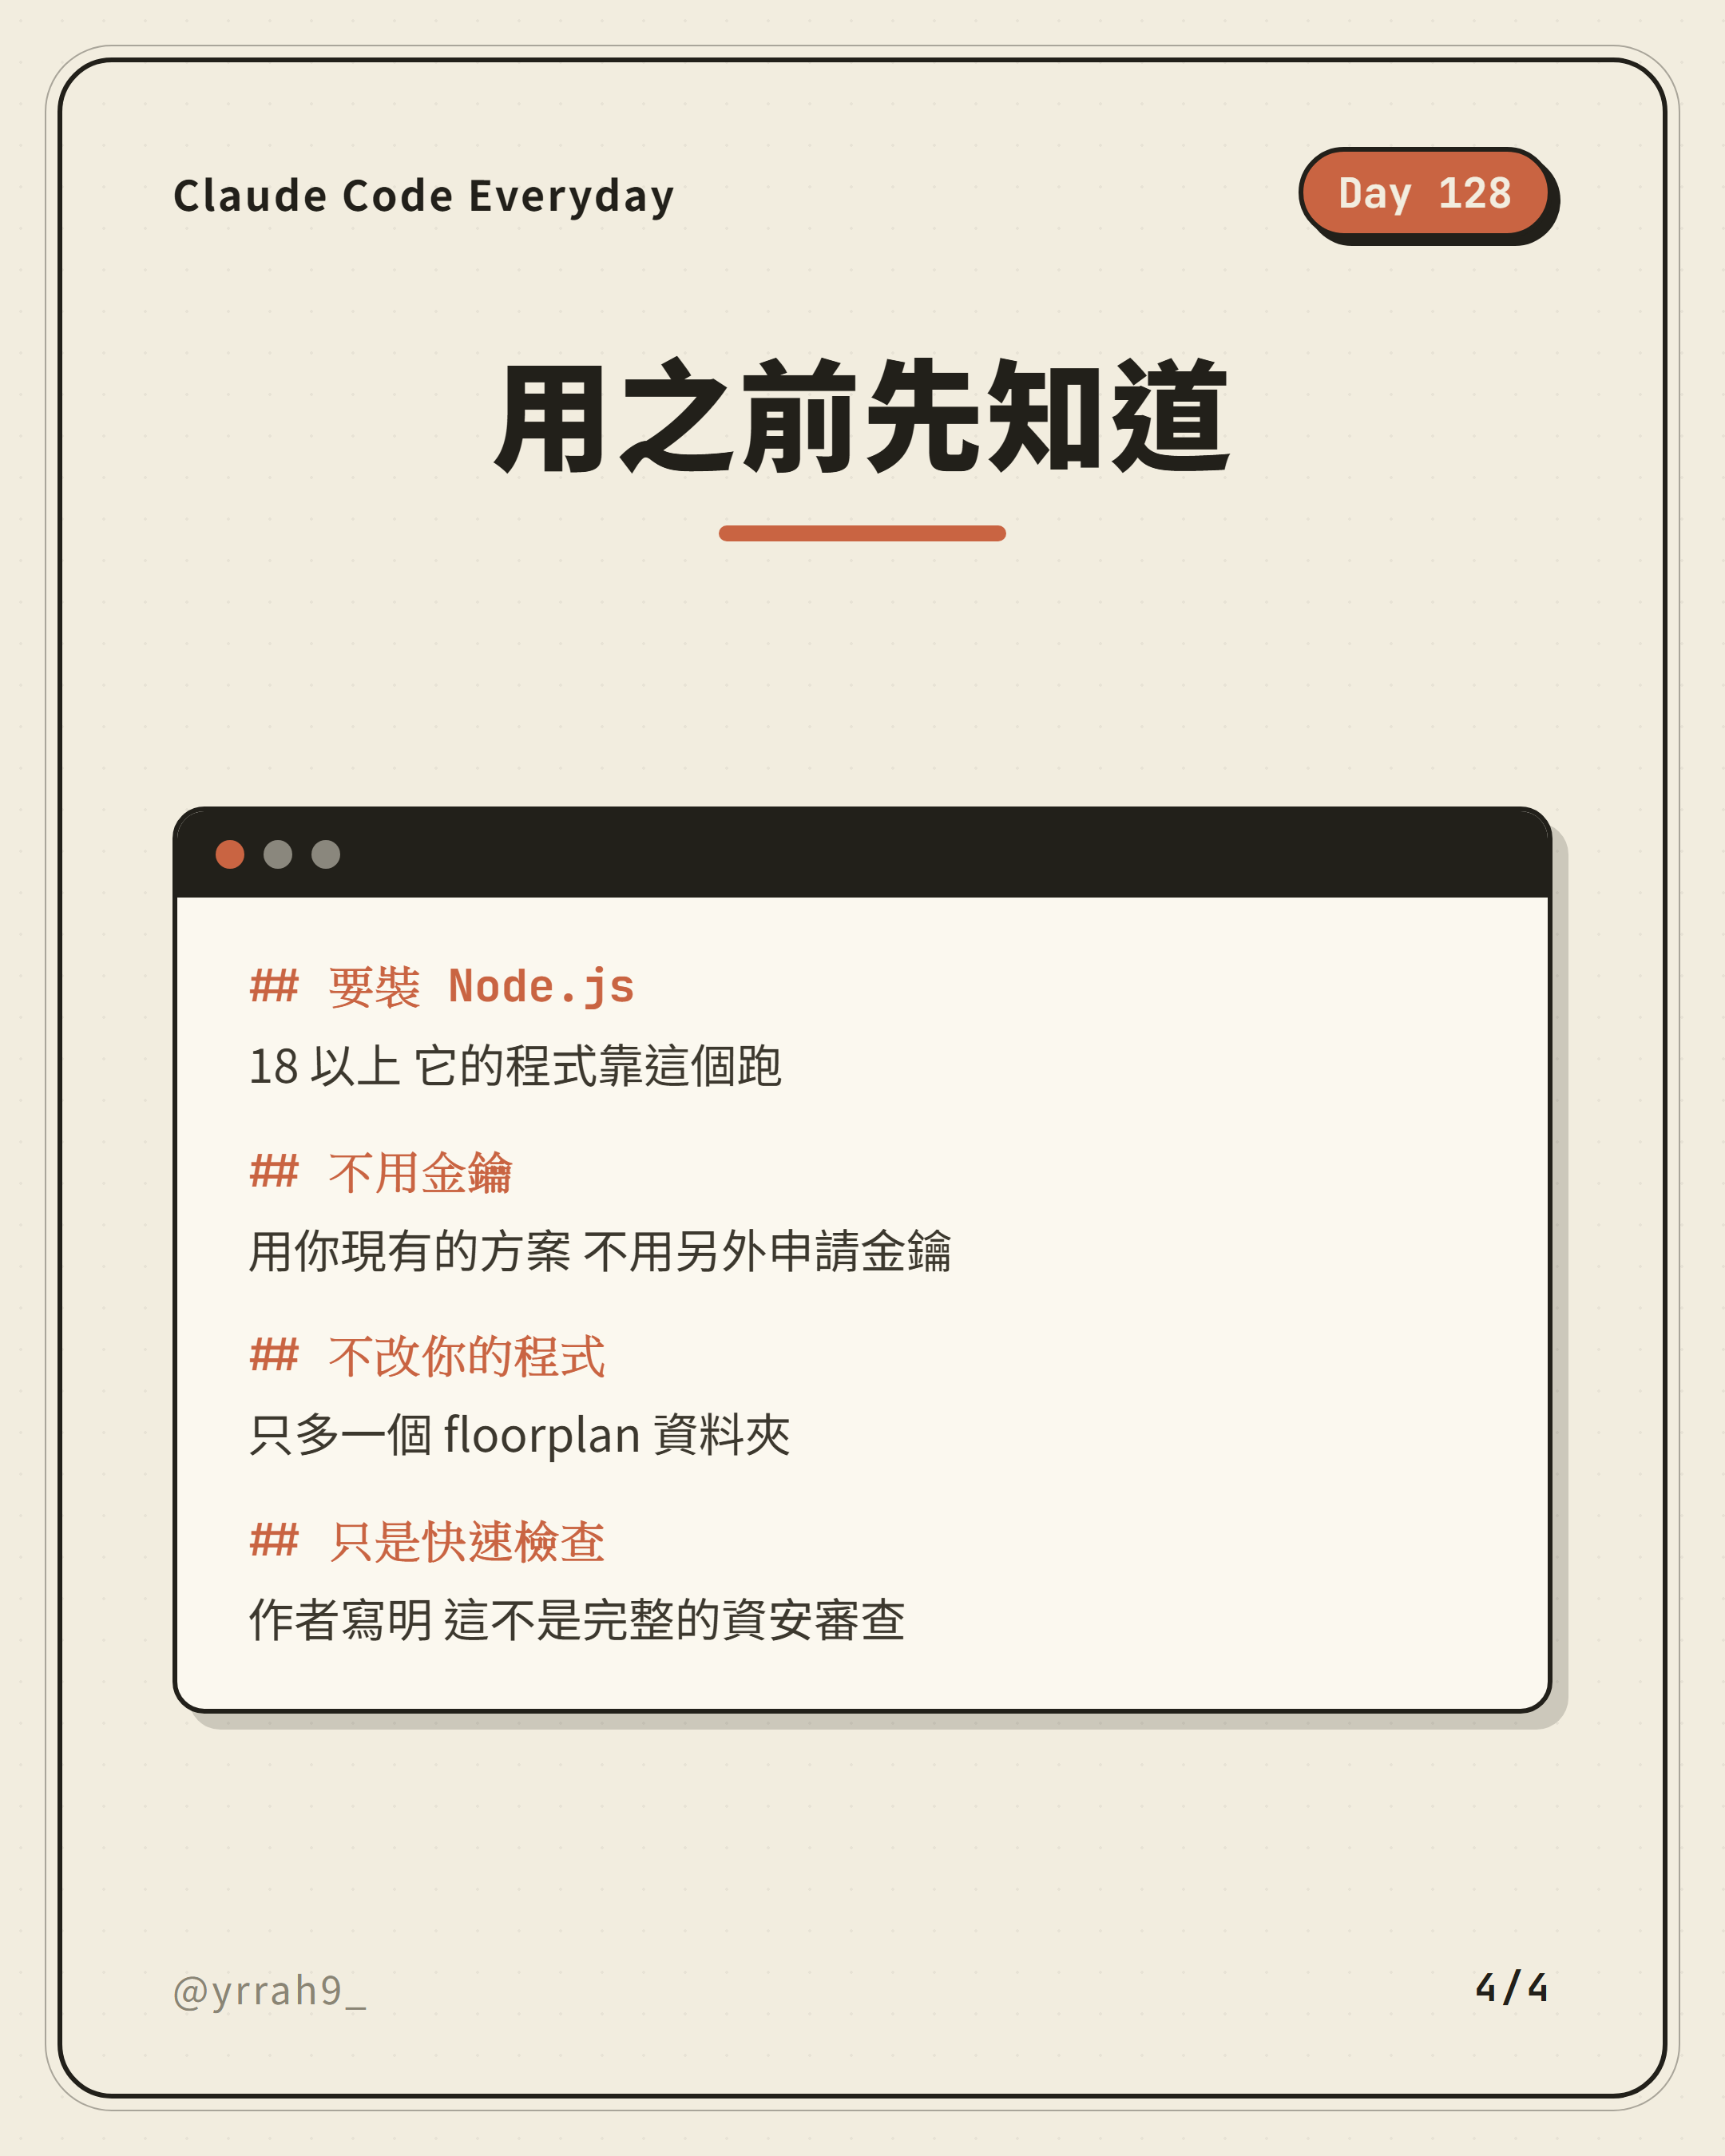 Claude Code Everyday
Day 128
用之前先知道
## 要裝 Node.js
18 以上 它的程式靠這個跑
## 不用金鑰
用你現有的方案 不用另外申請金鑰
## 不改你的程式
只多一個 floorplan 資料夾
## 只是快速檢查
作者寫明 這不是完整的資安審查
@yrrah9_
4/4